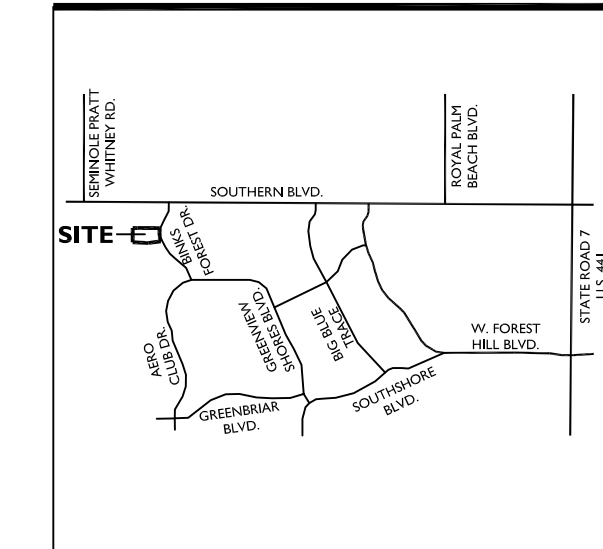 SEMINOLE PRATT
WHITNEY RD.
ROYAL PALM
BEACH BLVD.
SOUTHERN BLVD.
SITE
BINKS
FOREST DR.
STATE ROAD 7
U.S. 441
GREENVIEW
SHORES BLVD.
BIG BLUE
TRACE
W. FOREST
HILL BLVD.
AERO
CLUB DR.
SOUTHSHORE
BLVD.
GREENBRIAR
BLVD.